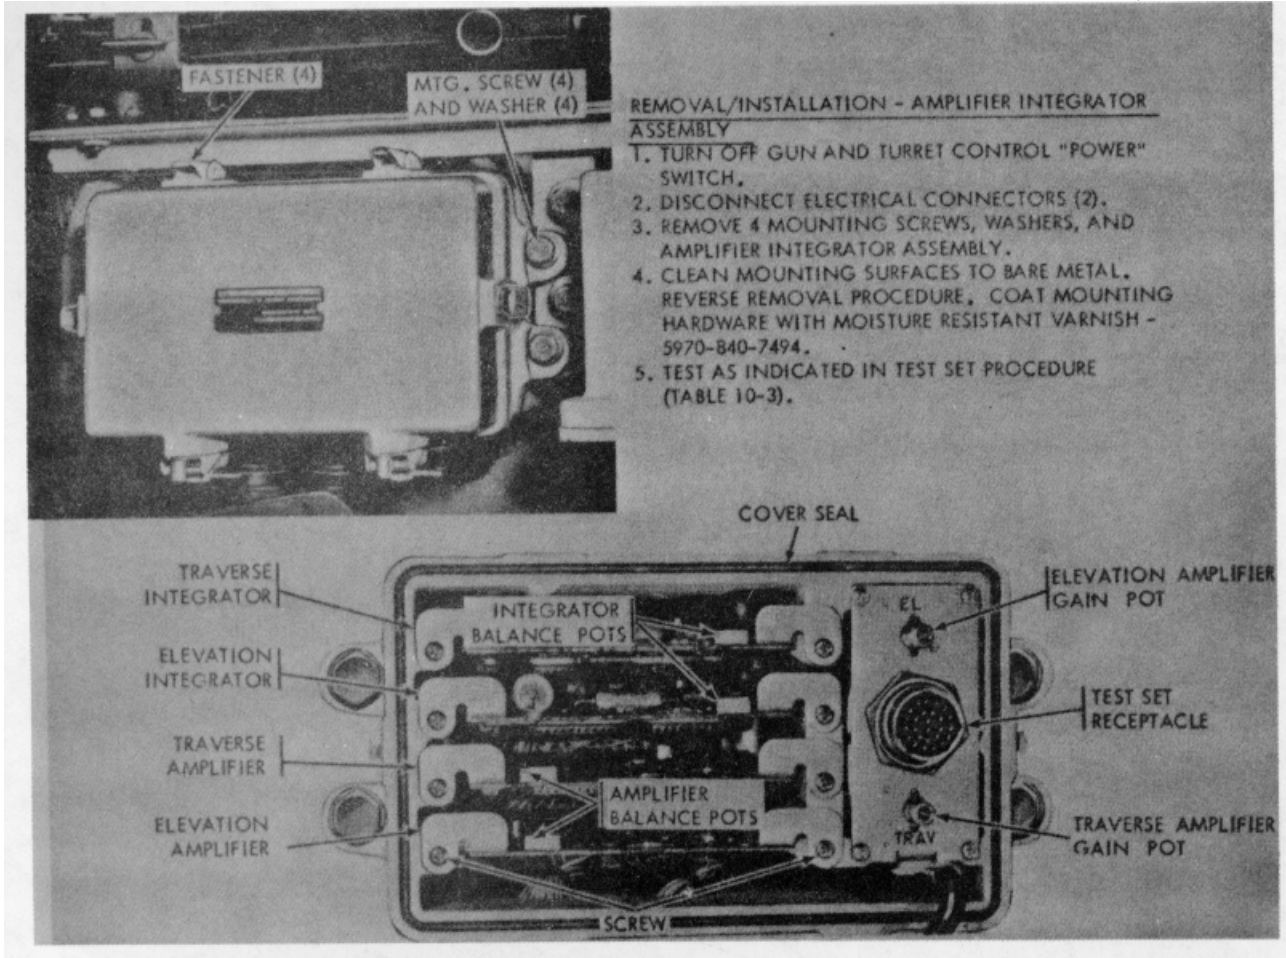 FASTENER (4)
MTG. SCREW (4)
AND WASHER (4)
REMOVAL/INSTALLATION - AMPLIFIER INTEGRATOR
ASSEMBLY
1. TURN OFF GUN AND TURRET CONTROL "POWER"
SWITCH.
2. DISCONNECT ELECTRICAL CONNECTORS (2).
3. REMOVE 4 MOUNTING SCREWS, WASHERS, AND
AMPLIFIER INTEGRATOR ASSEMBLY.
4. CLEAN MOUNTING SURFACES TO BARE METAL.
REVERSE REMOVAL PROCEDURE. COAT MOUNTING
HARDWARE WITH MOISTURE RESISTANT VARNISH -
5970-840-7494.
5. TEST AS INDICATED IN TEST SET PROCEDURE
(TABLE 10-3).
COVER SEAL
TRAVERSE
INTEGRATOR
ELEVATION
INTEGRATOR
TRAVERSE
AMPLIFIER
ELEVATION
AMPLIFIER
INTEGRATOR
BALANCE POTS
AMPLIFIER
BALANCE POTS
SCREW
EL
TRAV
ELEVATION AMPLIFIER
GAIN POT
TEST SET
RECEPTACLE
TRAVERSE AMPLIFIER
GAIN POT